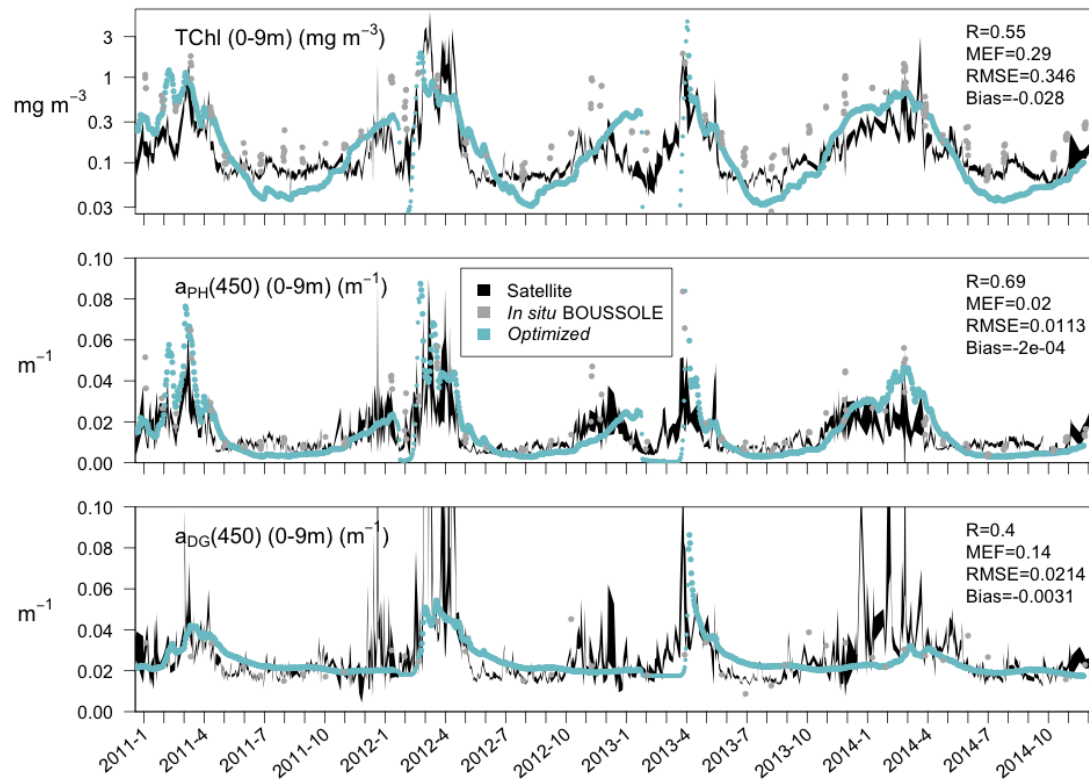 TChl (0-9m) (mg m⁻³)
R=0.55
MEF=0.29
RMSE=0.346
Bias=-0.028
mg m⁻³
3
1
0.3
0.1
0.03
a_PH(450) (0-9m) (m⁻¹)
R=0.69
MEF=0.02
RMSE=0.0113
Bias=-2e-04
Satellite
In situ BOUSSOLE
Optimized
m⁻¹
0.10
0.08
0.06
0.04
0.02
0.00
a_DG(450) (0-9m) (m⁻¹)
R=0.4
MEF=0.14
RMSE=0.0214
Bias=-0.0031
m⁻¹
0.10
0.08
0.06
0.04
0.02
0.00
2011-1
2011-4
2011-7
2011-10
2012-1
2012-4
2012-7
2012-10
2013-1
2013-4
2013-7
2013-10
2014-1
2014-4
2014-7
2014-10